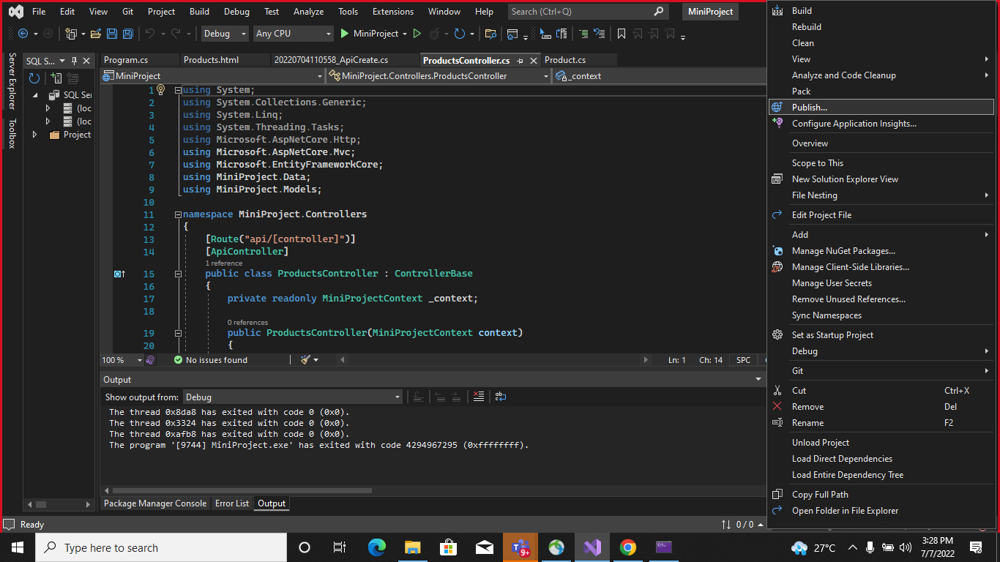 File Edit View Git Project Build Debug Test Analyze Tools Extensions Window Help Search (Ctrl+Q) MiniProject
Debug Any CPU MiniProject
Server Explorer
Toolbox
SQL S...
SQL Ser
(loc
(loc
Project
Program.cs Products.html 20220704110558_ApiCreate.cs ProductsController.cs Product.cs
MiniProject MiniProject.Controllers.ProductsController _context
1 using System;
2 using System.Collections.Generic;
3 using System.Linq;
4 using System.Threading.Tasks;
5 using Microsoft.AspNetCore.Http;
6 using Microsoft.AspNetCore.Mvc;
7 using Microsoft.EntityFrameworkCore;
8 using MiniProject.Data;
9 using MiniProject.Models;
10
11 namespace MiniProject.Controllers
12 {
13 [Route("api/[controller]")]
14 [ApiController]
1 reference
15 public class ProductsController : ControllerBase
16 {
17 private readonly MiniProjectContext _context;
18
0 references
19 public ProductsController(MiniProjectContext context)
20 {
100 % No issues found Ln: 1 Ch: 14 SPC
Output
Show output from: Debug
The thread 0x8da8 has exited with code 0 (0x0).
The thread 0x3324 has exited with code 0 (0x0).
The thread 0xafb8 has exited with code 0 (0x0).
The program '[9744] MiniProject.exe' has exited with code 4294967295 (0xffffffff).
Package Manager Console Error List Output
Ready 0 / 0
Build
Rebuild
Clean
View
Analyze and Code Cleanup
Pack
Publish...
Configure Application Insights...
Overview
Scope to This
New Solution Explorer View
File Nesting
Edit Project File
Add
Manage NuGet Packages...
Manage Client-Side Libraries...
Manage User Secrets
Remove Unused References...
Sync Namespaces
Set as Startup Project
Debug
Git
Cut Ctrl+X
Remove Del
Rename F2
Unload Project
Load Direct Dependencies
Load Entire Dependency Tree
Copy Full Path
Open Folder in File Explorer
Type here to search
9+
27°C
3:28 PM
7/7/2022